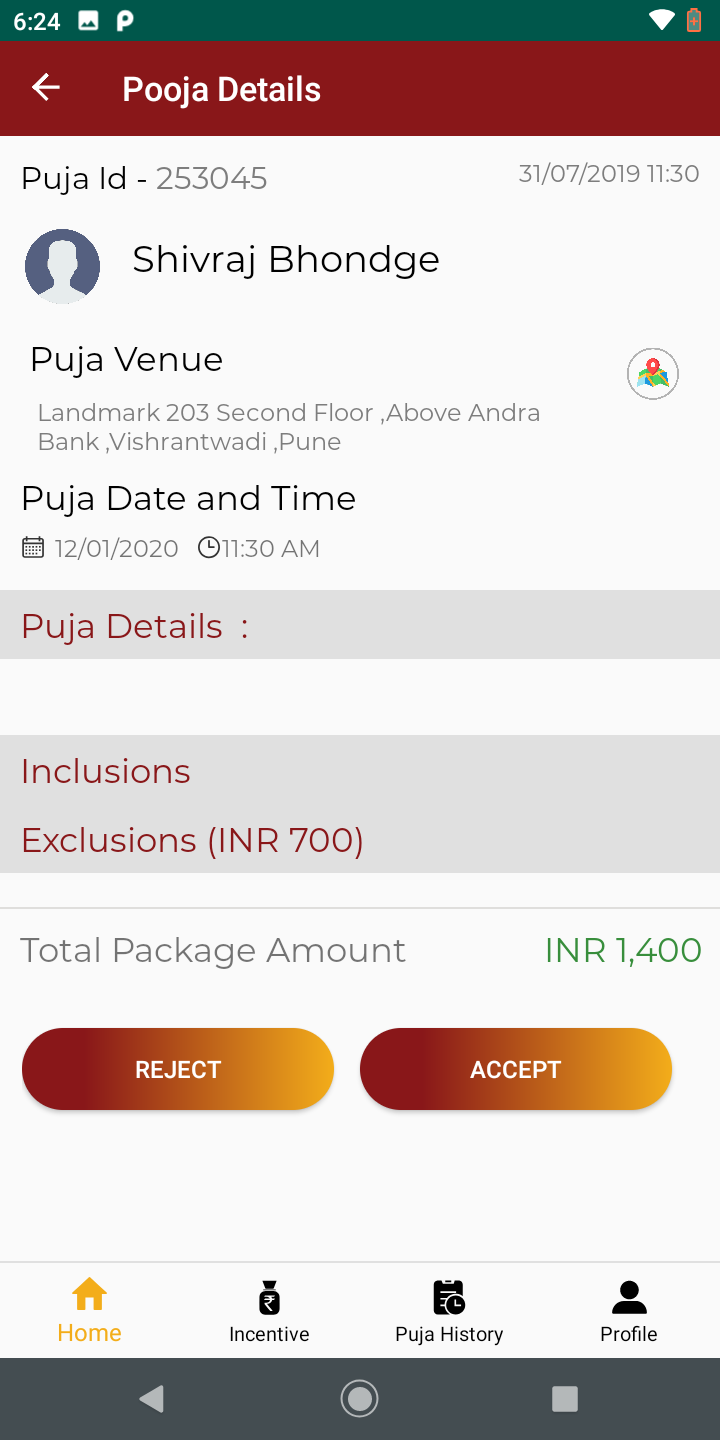 6:24
Pooja Details
Puja Id - 253045
31/07/2019 11:30
Shivraj Bhondge
Puja Venue
Landmark 203 Second Floor ,Above Andra
Bank ,Vishrantwadi ,Pune
Puja Date and Time
12/01/2020 11:30 AM
Puja Details :
Inclusions
Exclusions (INR 700)
Total Package Amount INR 1,400
REJECT ACCEPT
Home Incentive Puja History Profile